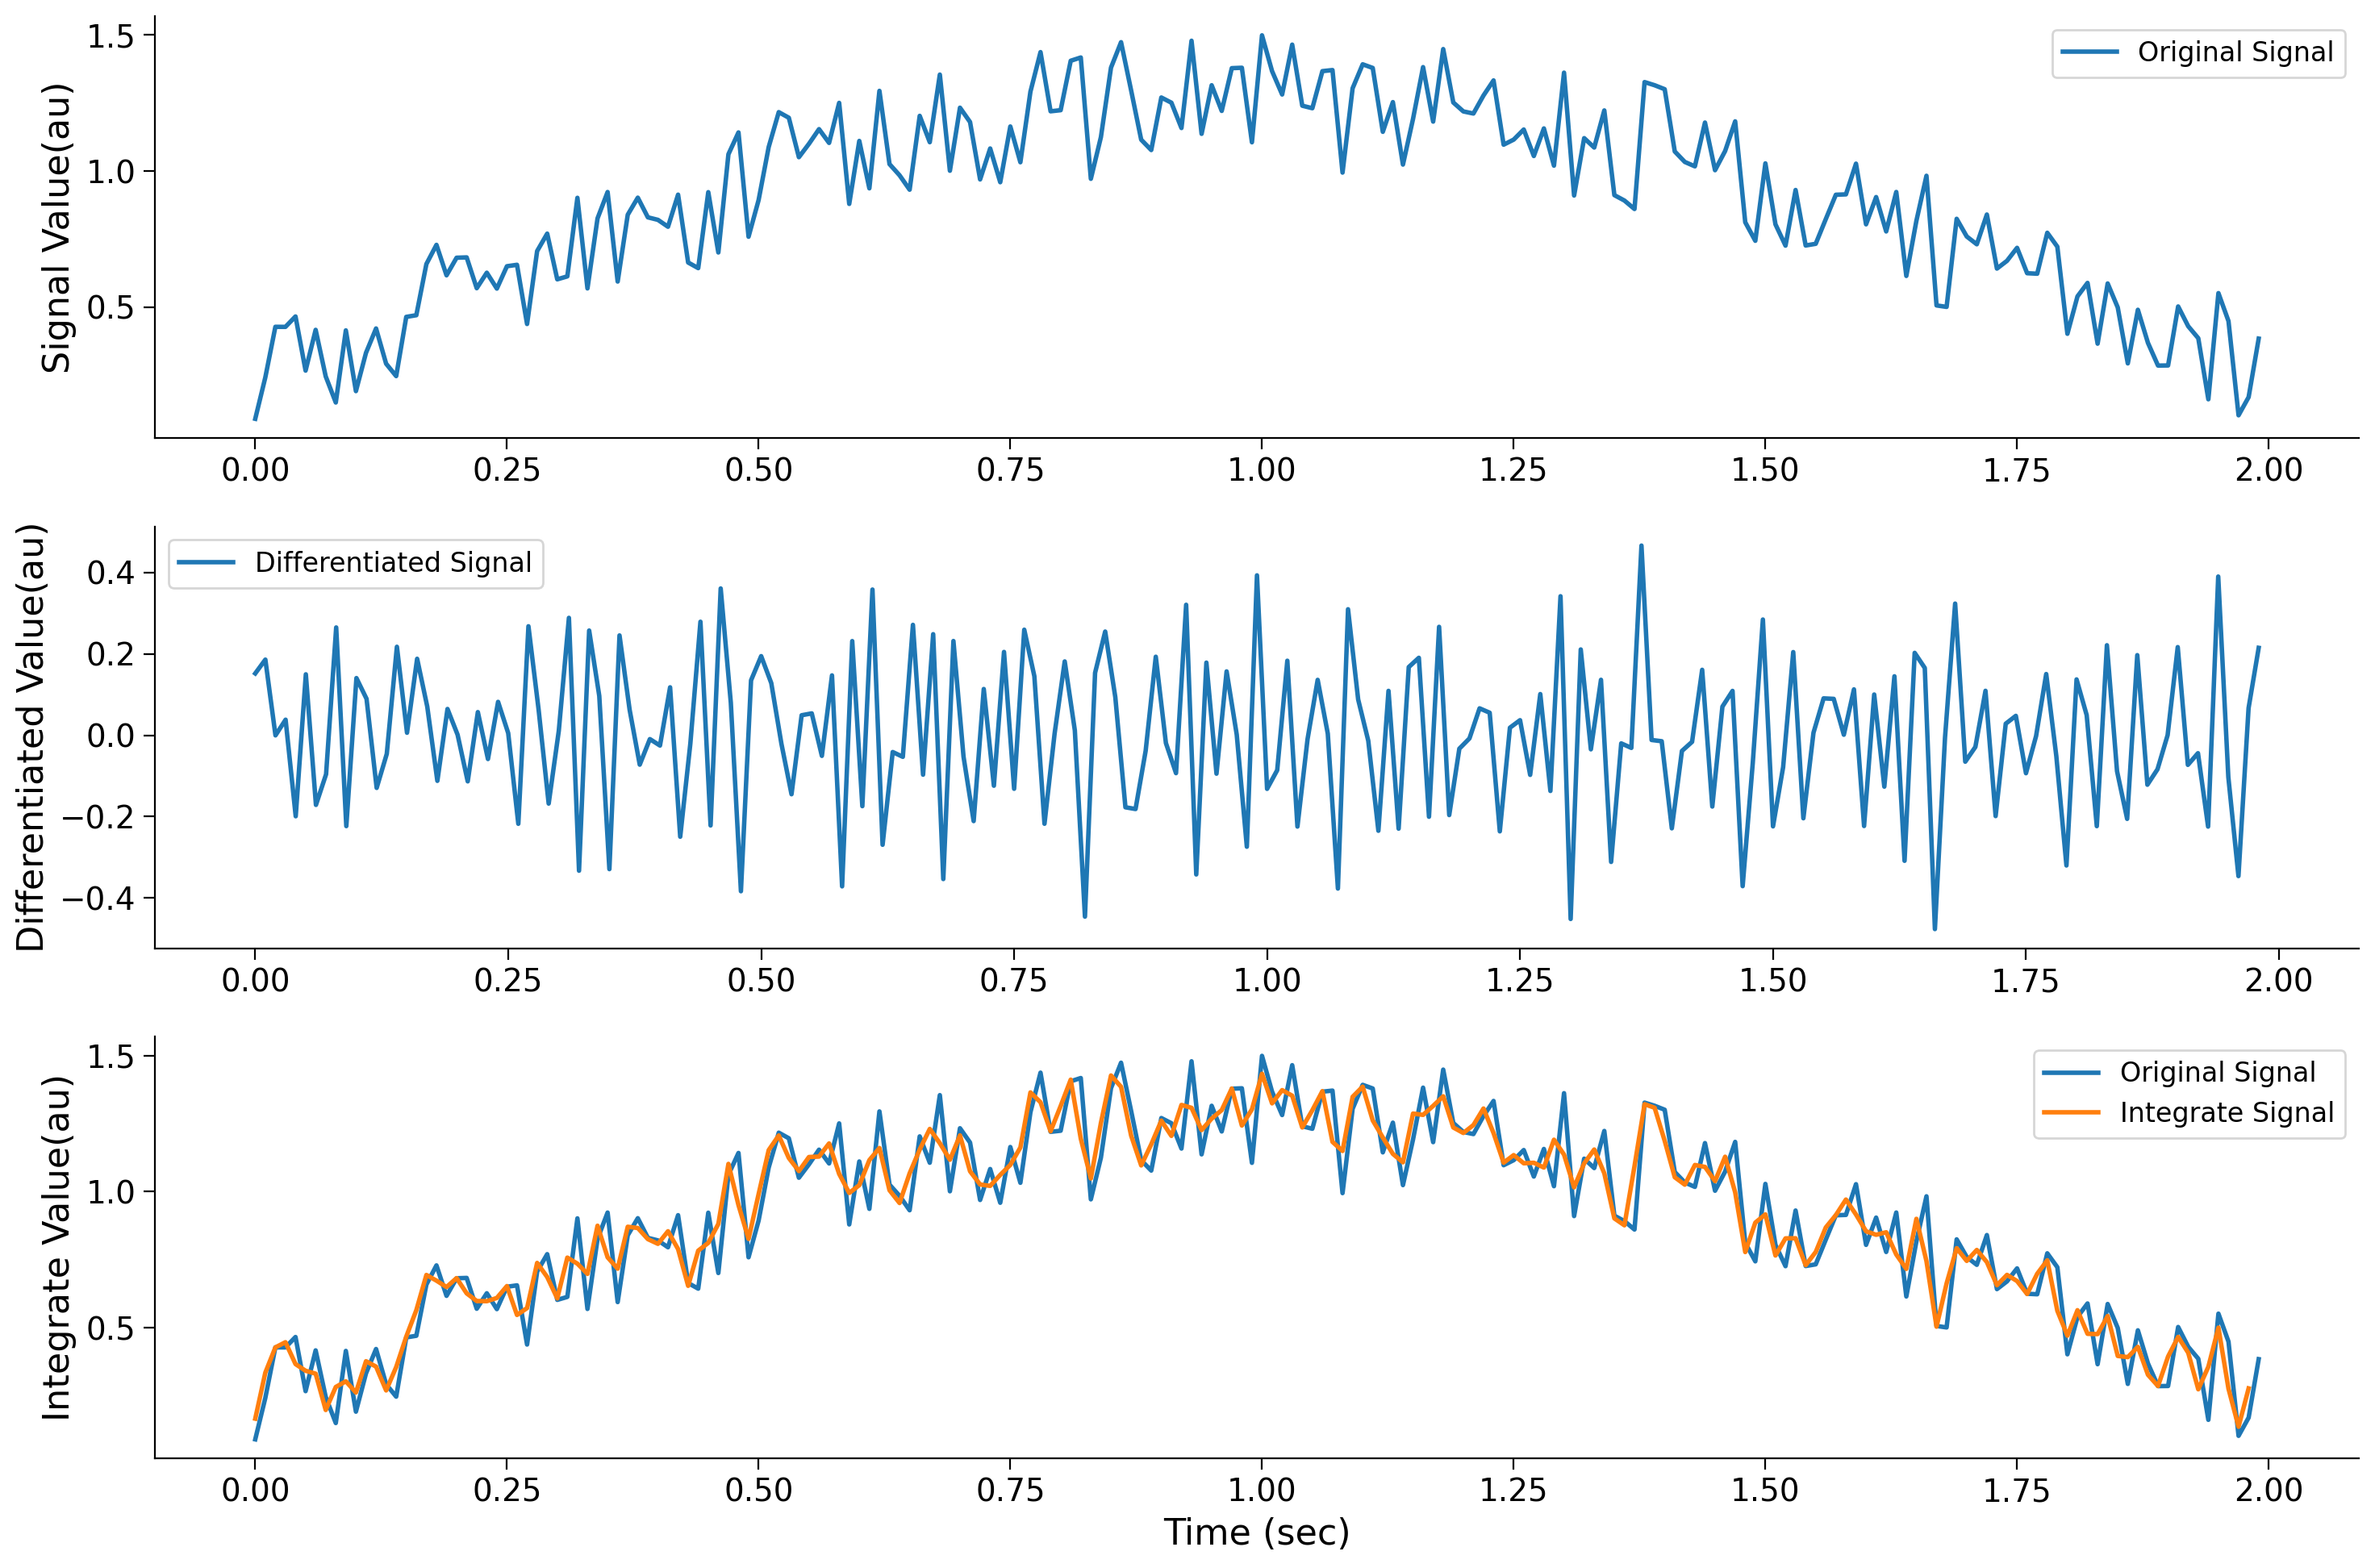 Signal Value(au)
1.5
1.0
0.5
Original Signal
0.00 0.25 0.50 0.75 1.00 1.25 1.50 1.75 2.00
Differentiated Value(au)
0.4
0.2
0.0
−0.2
−0.4
Differentiated Signal
0.00 0.25 0.50 0.75 1.00 1.25 1.50 1.75 2.00
Integrate Value(au)
1.5
1.0
0.5
Original Signal
Integrate Signal
0.00 0.25 0.50 0.75 1.00 1.25 1.50 1.75 2.00
Time (sec)